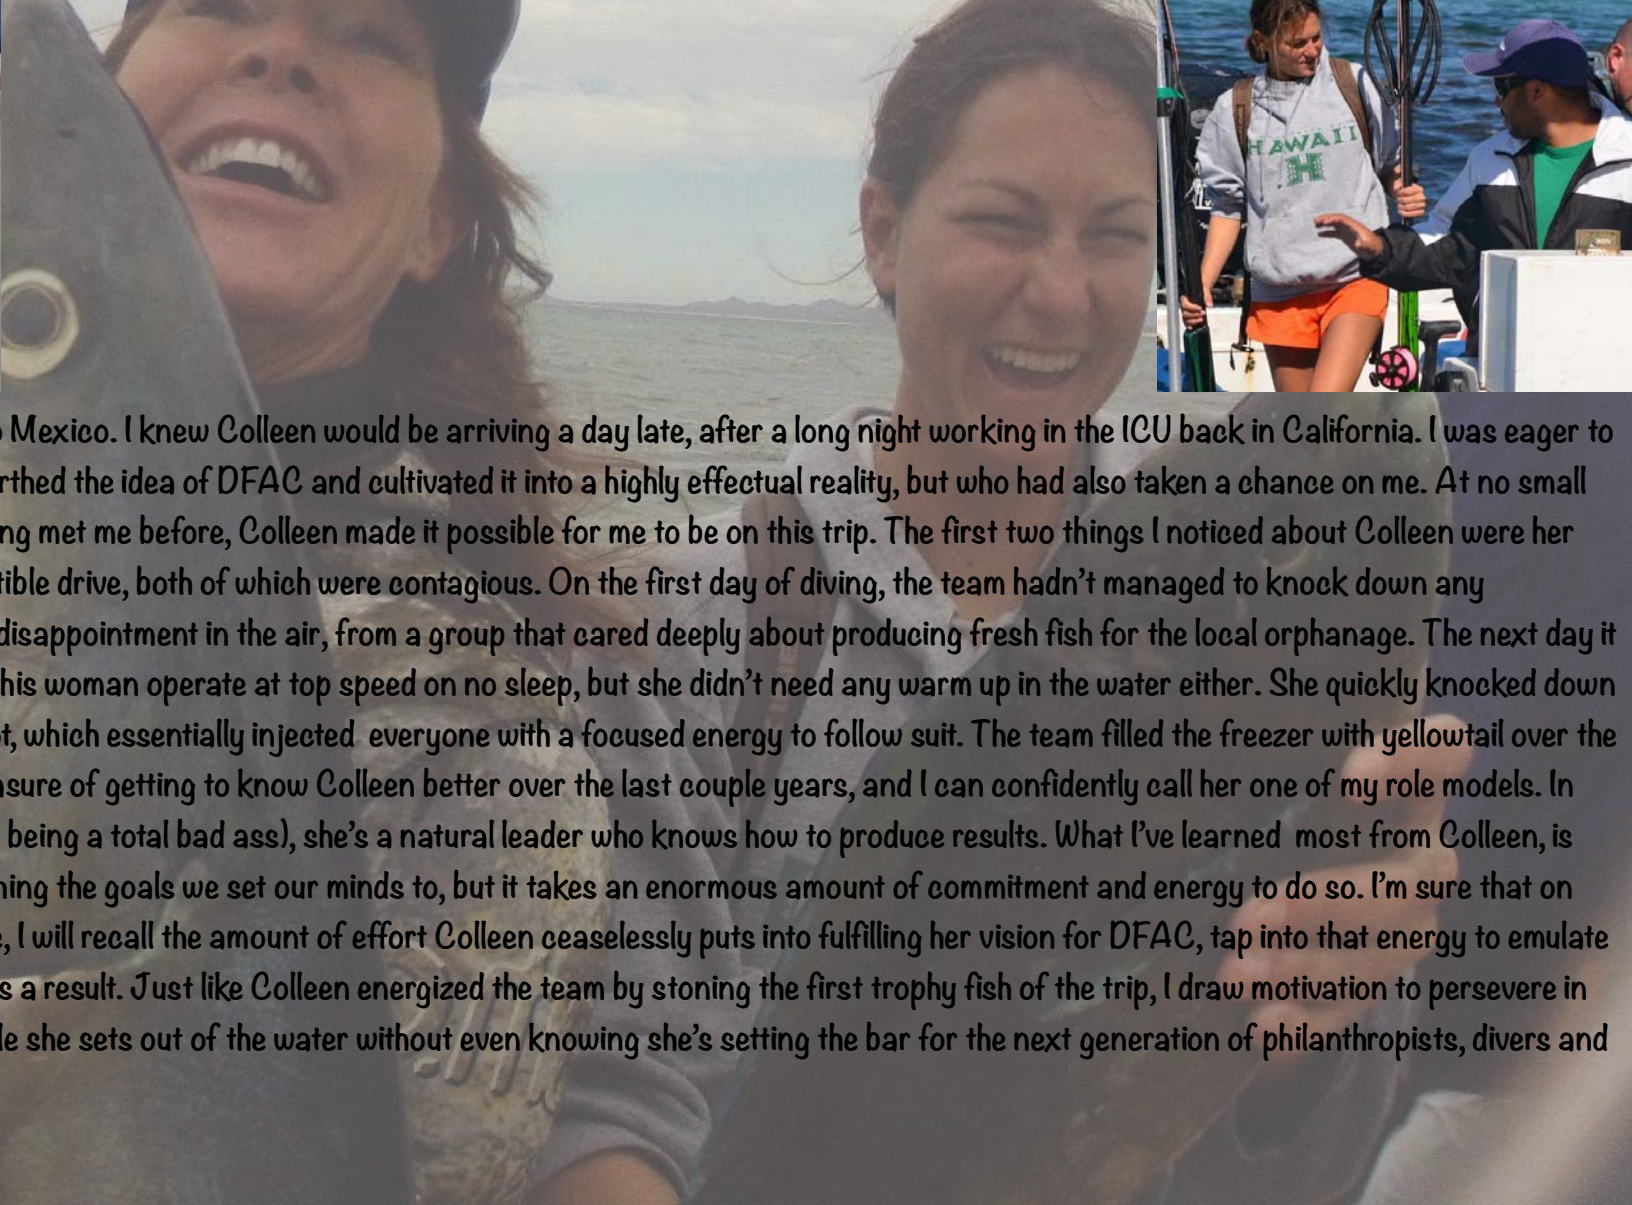 HAWAII
H
Mexico. I knew Colleen would be arriving a day late, after a long night working in the ICU back in California. I was eager to
rthed the idea of DFAC and cultivated it into a highly effectual reality, but who had also taken a chance on me. At no small
ng met me before, Colleen made it possible for me to be on this trip. The first two things I noticed about Colleen were her
tible drive, both of which were contagious. On the first day of diving, the team hadn't managed to knock down any
disappointment in the air, from a group that cared deeply about producing fresh fish for the local orphanage. The next day it
his woman operate at top speed on no sleep, but she didn't need any warm up in the water either. She quickly knocked down
t, which essentially injected  everyone with a focused energy to follow suit. The team filled the freezer with yellowtail over the
sure of getting to know Colleen better over the last couple years, and I can confidently call her one of my role models. In
being a total bad ass), she's a natural leader who knows how to produce results. What I've learned  most from Colleen, is
ning the goals we set our minds to, but it takes an enormous amount of commitment and energy to do so. I'm sure that on
e, I will recall the amount of effort Colleen ceaselessly puts into fulfilling her vision for DFAC, tap into that energy to emulate
s a result. Just like Colleen energized the team by stoning the first trophy fish of the trip, I draw motivation to persevere in
le she sets out of the water without even knowing she's setting the bar for the next generation of philanthropists, divers and